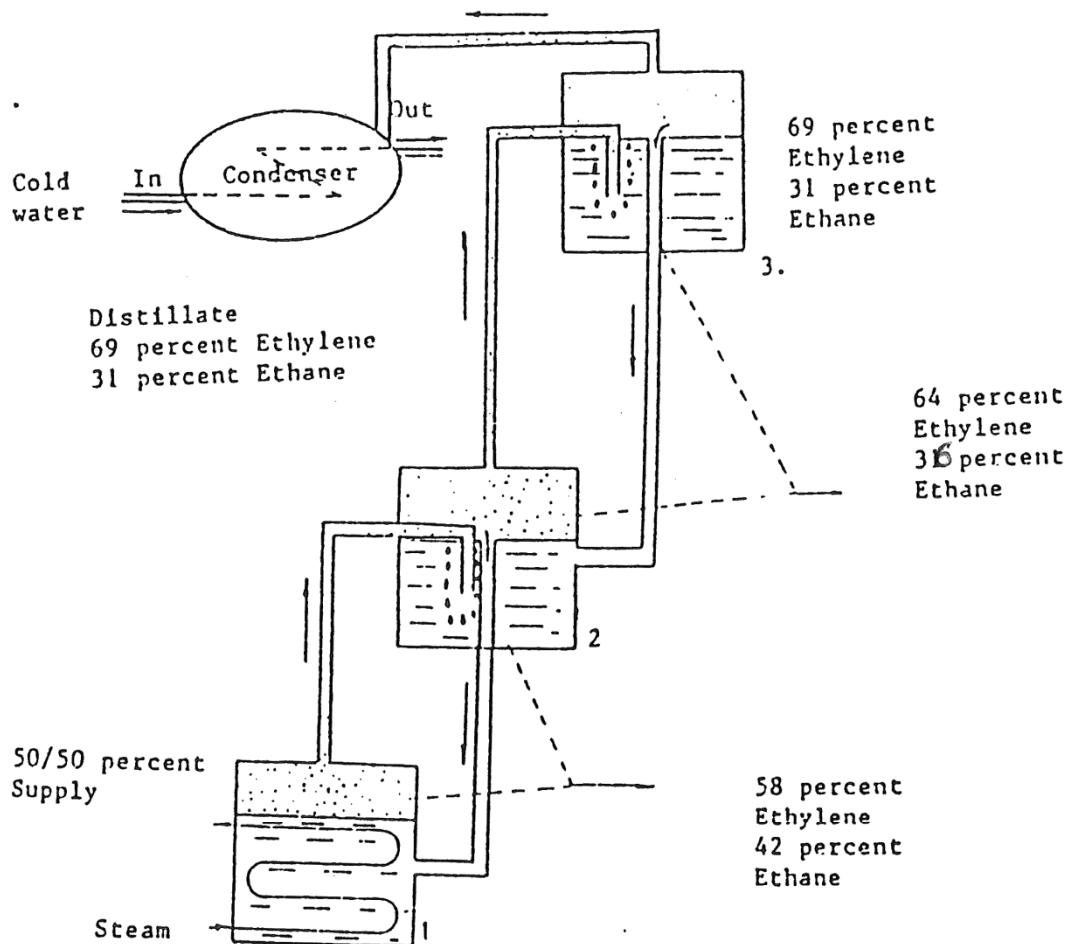 Out
Condenser
In
Cold
water
69 percent
Ethylene
31 percent
Ethane
3.
Distillate
69 percent Ethylene
31 percent Ethane
64 percent
Ethylene
36 percent
Ethane
2
50/50 percent
Supply
58 percent
Ethylene
42 percent
Ethane
Steam
1